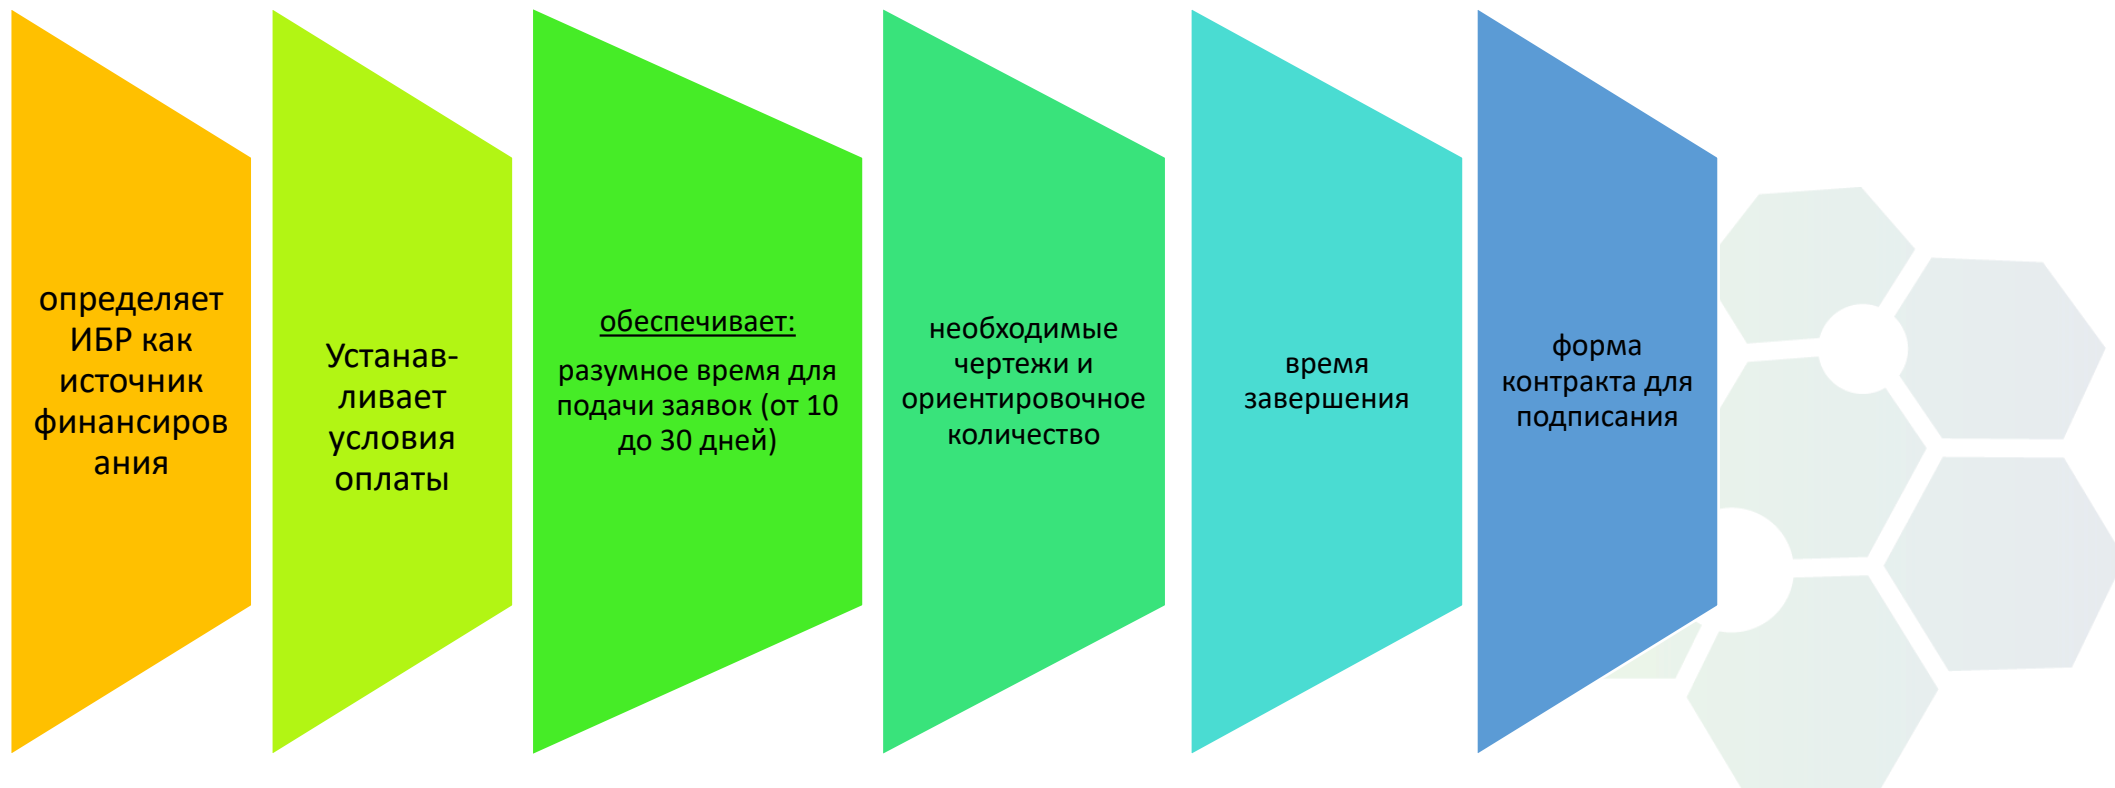 определяет
ИБР как
источник
финансиров
ания
Устанав-
ливает
условия
оплаты
обеспечивает:
разумное время для
подачи заявок (от 10
до 30 дней)
необходимые
чертежи и
ориентировочное
количество
время
завершения
форма
контракта для
подписания